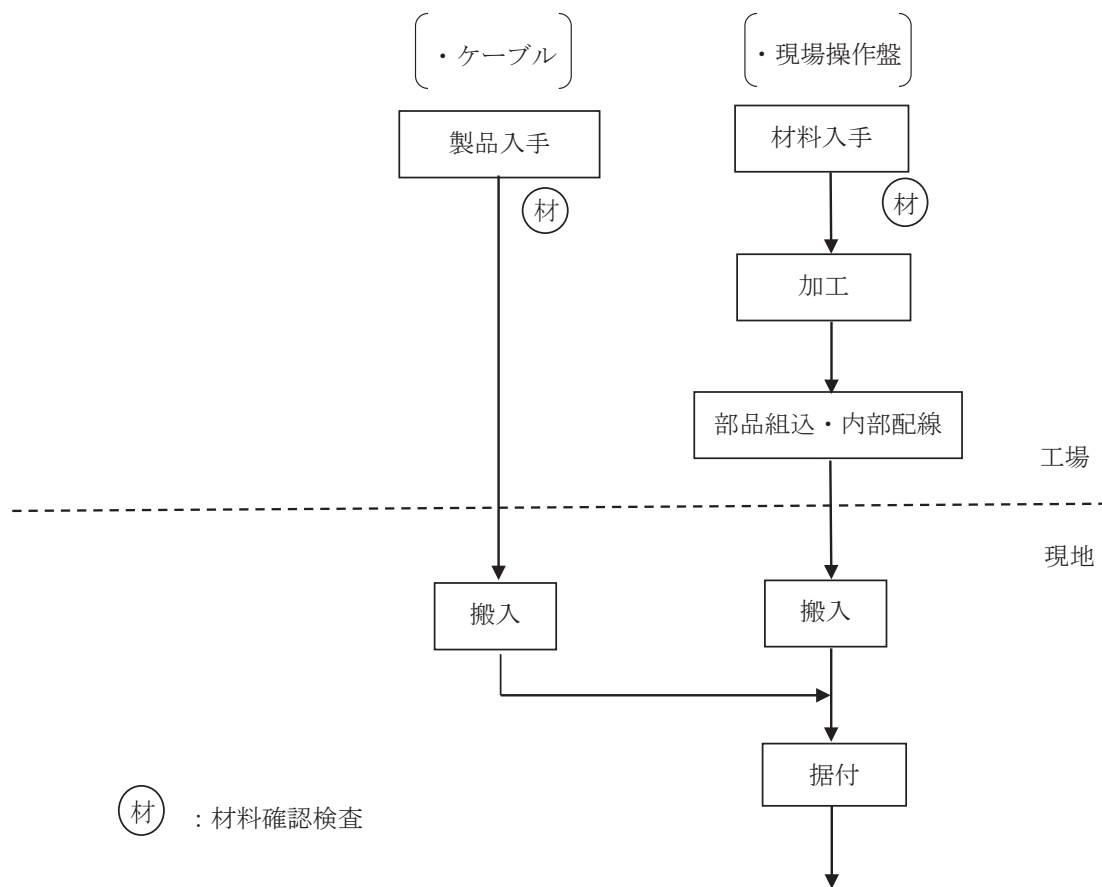 ・ケーブル
・現場操作盤
製品入手
材料入手
材
材
加工
部品組込・内部配線
工場
現地
搬入
搬入
据付
材
：材料確認検査